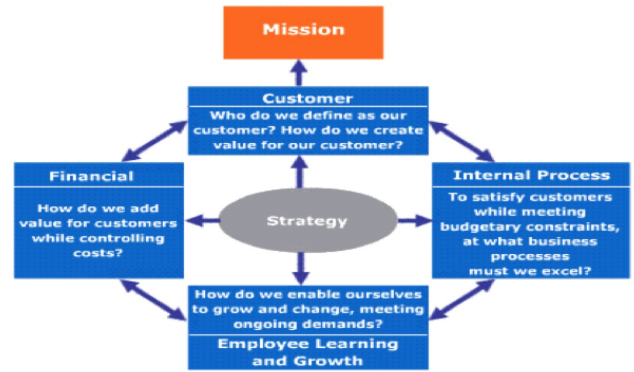 Mission
Customer
Who do we define as our
customer? How do we create
value for our customer?
Financial
How do we add
value for customers
while controlling
costs?
Strategy
Internal Process
To satisfy customers
while meeting
budgetary constraints,
at what business
processes
must we excel?
How do we enable ourselves
to grow and change, meeting
ongoing demands?
Employee Learning
and Growth